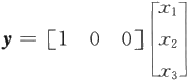 y = [1 0 0] [x₁ x₂ x₃]